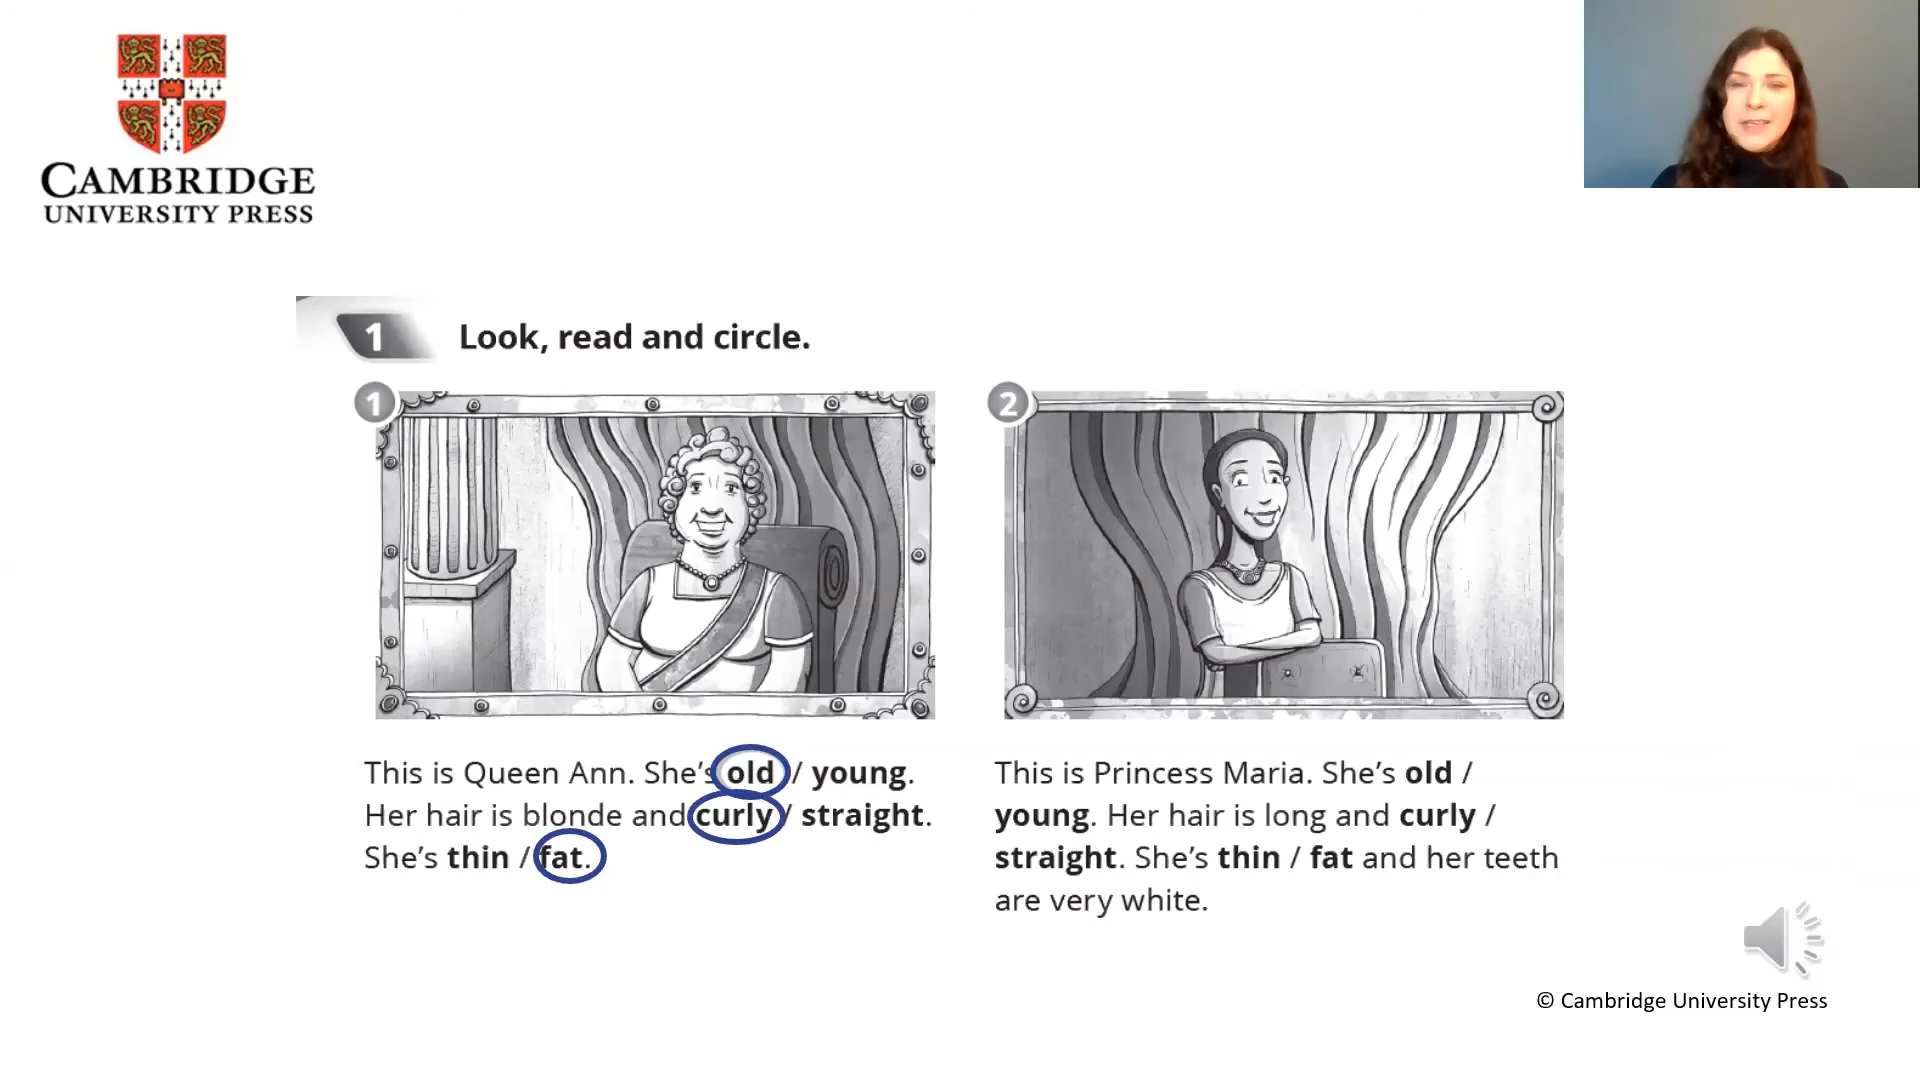 CAMBRIDGE
UNIVERSITY PRESS
1 Look, read and circle.
1
This is Queen Ann. She's old / young.
Her hair is blonde and curly / straight.
She's thin / fat.
2
This is Princess Maria. She's old /
young. Her hair is long and curly /
straight. She's thin / fat and her teeth
are very white.
© Cambridge University Press